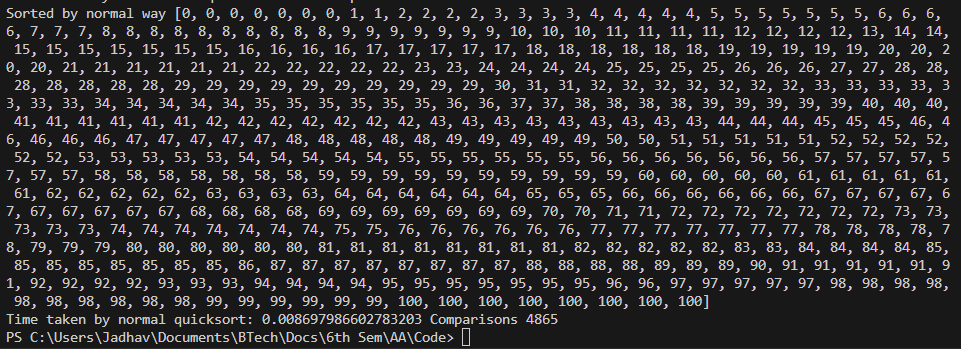 Sorted by normal way [0, 0, 0, 0, 0, 0, 0, 1, 1, 2, 2, 2, 2, 3, 3, 3, 3, 4, 4, 4, 4, 4, 5, 5, 5, 5, 5, 5, 5, 6, 6, 6,
6, 7, 7, 7, 8, 8, 8, 8, 8, 8, 8, 8, 8, 8, 9, 9, 9, 9, 9, 9, 9, 10, 10, 10, 11, 11, 11, 11, 12, 12, 12, 12, 13, 14, 14,
15, 15, 15, 15, 15, 15, 15, 16, 16, 16, 16, 17, 17, 17, 17, 17, 17, 18, 18, 18, 18, 18, 18, 19, 19, 19, 19, 19, 20, 20, 2
0, 20, 21, 21, 21, 21, 21, 21, 22, 22, 22, 22, 22, 23, 23, 24, 24, 24, 24, 25, 25, 25, 25, 26, 26, 26, 27, 27, 28, 28,
28, 28, 28, 28, 28, 29, 29, 29, 29, 29, 29, 29, 29, 29, 29, 30, 31, 31, 32, 32, 32, 32, 32, 32, 32, 33, 33, 33, 33, 3
3, 33, 33, 34, 34, 34, 34, 34, 35, 35, 35, 35, 35, 35, 36, 36, 37, 37, 38, 38, 38, 38, 39, 39, 39, 39, 39, 40, 40, 40,
41, 41, 41, 41, 41, 41, 42, 42, 42, 42, 42, 42, 42, 43, 43, 43, 43, 43, 43, 43, 43, 43, 44, 44, 44, 45, 45, 45, 46, 4
6, 46, 46, 46, 47, 47, 47, 47, 47, 48, 48, 48, 48, 48, 49, 49, 49, 49, 49, 50, 50, 51, 51, 51, 51, 51, 52, 52, 52, 52,
52, 52, 53, 53, 53, 53, 53, 54, 54, 54, 54, 54, 55, 55, 55, 55, 55, 55, 56, 56, 56, 56, 56, 56, 56, 57, 57, 57, 57, 5
7, 57, 57, 58, 58, 58, 58, 58, 58, 58, 59, 59, 59, 59, 59, 59, 59, 59, 59, 59, 60, 60, 60, 60, 60, 61, 61, 61, 61, 61,
61, 62, 62, 62, 62, 62, 63, 63, 63, 63, 64, 64, 64, 64, 64, 64, 65, 65, 65, 66, 66, 66, 66, 66, 66, 67, 67, 67, 67, 6
7, 67, 67, 67, 67, 67, 68, 68, 68, 68, 69, 69, 69, 69, 69, 69, 69, 70, 70, 71, 71, 72, 72, 72, 72, 72, 72, 72, 73, 73,
73, 73, 73, 74, 74, 74, 74, 74, 74, 74, 75, 75, 76, 76, 76, 76, 76, 76, 77, 77, 77, 77, 77, 77, 77, 78, 78, 78, 78, 7
8, 79, 79, 79, 80, 80, 80, 80, 80, 80, 81, 81, 81, 81, 81, 81, 81, 81, 82, 82, 82, 82, 82, 83, 83, 84, 84, 84, 84, 85,
85, 85, 85, 85, 85, 85, 86, 87, 87, 87, 87, 87, 87, 87, 87, 88, 88, 88, 88, 89, 89, 89, 90, 91, 91, 91, 91, 91, 9
1, 92, 92, 92, 92, 93, 93, 93, 94, 94, 94, 94, 95, 95, 95, 95, 95, 95, 95, 96, 96, 97, 97, 97, 97, 97, 98, 98, 98, 98,
98, 98, 98, 98, 98, 98, 99, 99, 99, 99, 99, 99, 100, 100, 100, 100, 100, 100, 100, 100]
Time taken by normal quicksort: 0.008697986602783203 Comparisons 4865
PS C:\Users\Jadhav\Documents\BTech\Docs\6th Sem\AA\Code>